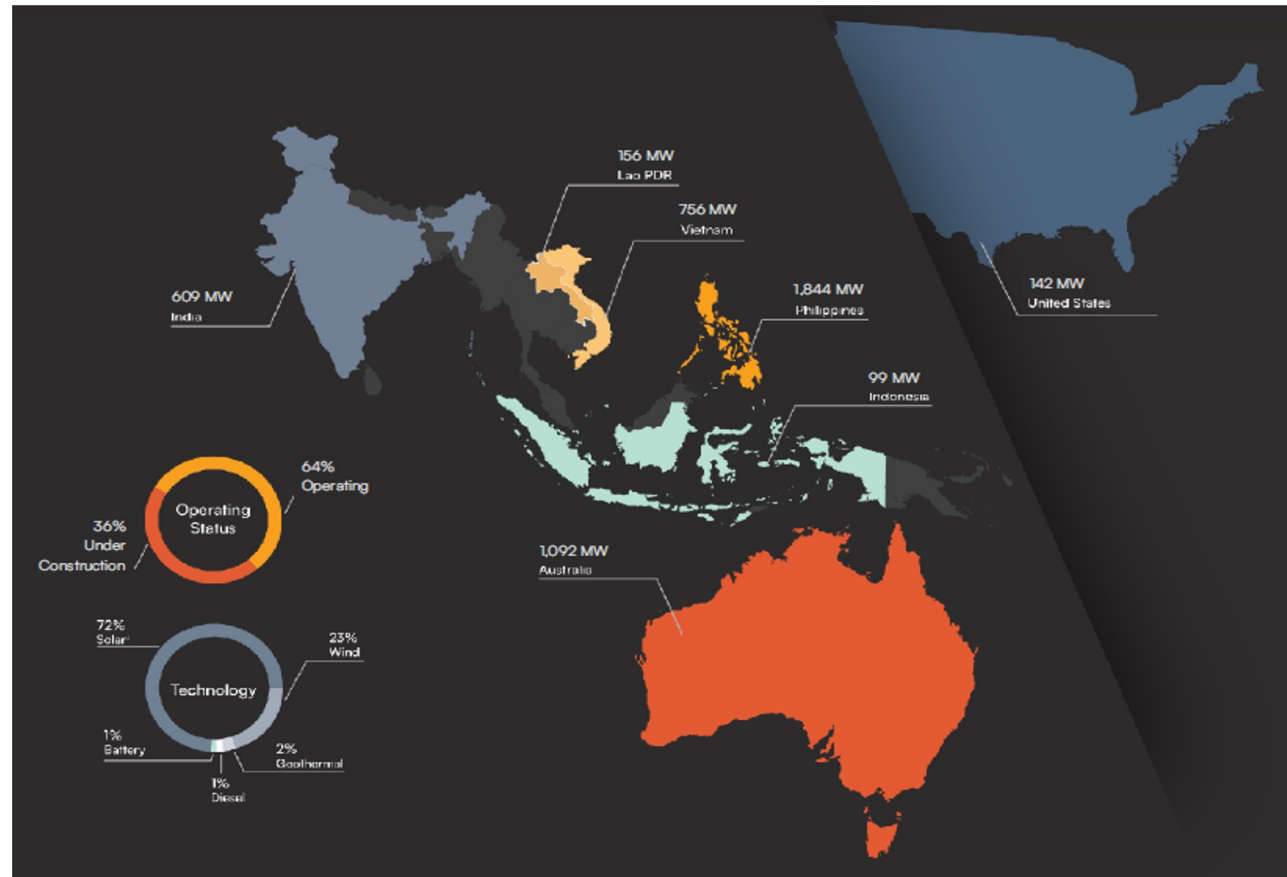 156 MW
Lao PDR
756 MW
Vietnam
609 MW
India
1,844 MW
Philippines
142 MW
United States
99 MW
Indonesia
1,092 MW
Australia
64%
Operating
Operating
Status
36%
Under
Construction
72%
Solar¹
23%
Wind
Technology
1%
Battery
2%
Geothermal
1%
Diesel